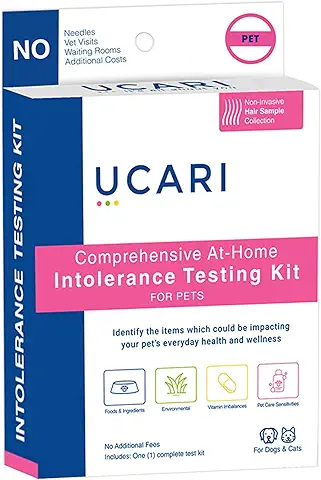 NO
Needles
Vet Visits
Waiting Rooms
Additional Costs
PET
Non-Invasive
Hair Sample
Collection
INTOLERANCE TESTING KIT
UCARI
Comprehensive At-Home
Intolerance Testing Kit
FOR PETS
Identify the items which could be impacting
your pet's everyday health and wellness
Foods & Ingredients
Environmental
Vitamin Imbalances
Pet Care Sensitivities
No Additional Fees
Includes: One (1) complete test kit
For Dogs & Cats